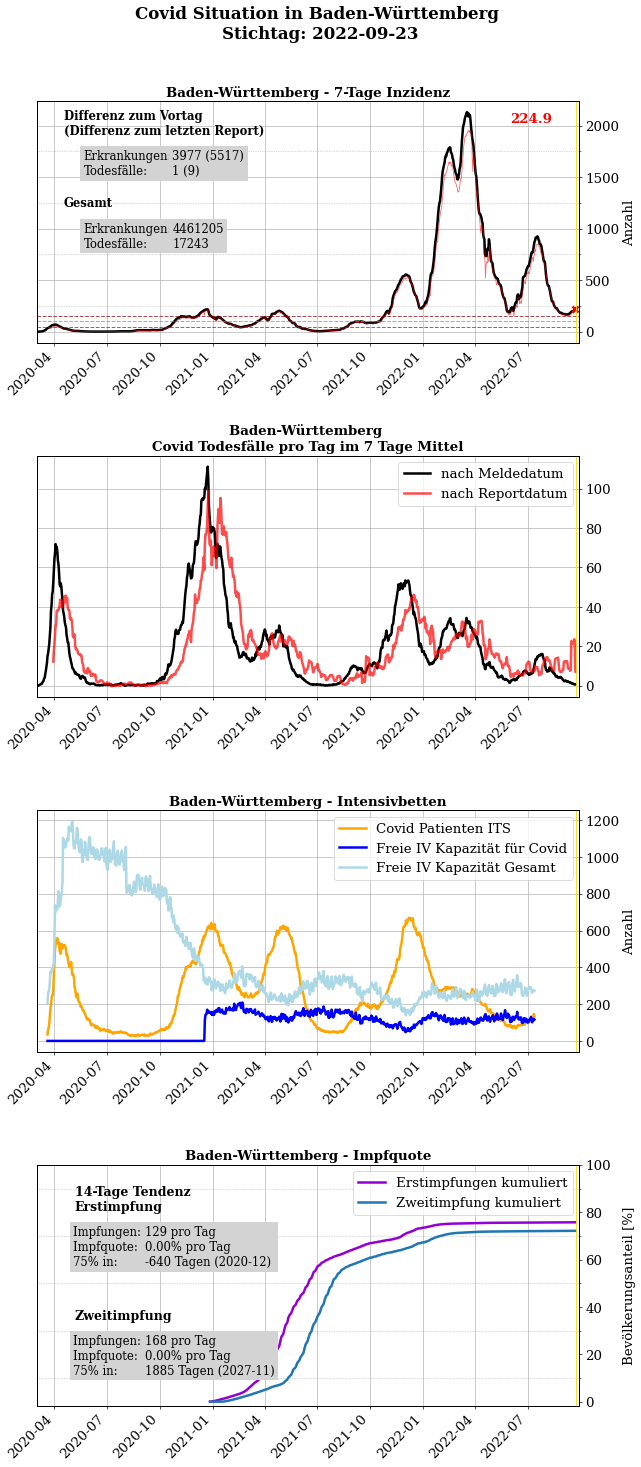 Covid Situation in Baden-Württemberg
Stichtag: 2022-09-23
Baden-Württemberg - 7-Tage Inzidenz
Differenz zum Vortag
(Differenz zum letzten Report)
Erkrankungen 3977 (5517)
Todesfälle: 1 (9)
Gesamt
Erkrankungen 4461205
Todesfälle: 17243
224.9
2000
1500
1000
500
0
Anzahl
2020-04
2020-07
2020-10
2021-01
2021-04
2021-07
2021-10
2022-01
2022-04
2022-07
Baden-Württemberg
Covid Todesfälle pro Tag im 7 Tage Mittel
nach Meldedatum
nach Reportdatum
100
80
60
40
20
0
2020-04
2020-07
2020-10
2021-01
2021-04
2021-07
2021-10
2022-01
2022-04
2022-07
Baden-Württemberg - Intensivbetten
Covid Patienten ITS
Freie IV Kapazität für Covid
Freie IV Kapazität Gesamt
1200
1000
800
600
400
200
0
Anzahl
2020-04
2020-07
2020-10
2021-01
2021-04
2021-07
2021-10
2022-01
2022-04
2022-07
Baden-Württemberg - Impfquote
14-Tage Tendenz
Erstimpfung
Impfungen: 129 pro Tag
Impfquote: 0.00% pro Tag
75% in: -640 Tagen (2020-12)
Zweitimpfung
Impfungen: 168 pro Tag
Impfquote: 0.00% pro Tag
75% in: 1885 Tagen (2027-11)
Erstimpfungen kumuliert
Zweitimpfung kumuliert
100
80
60
40
20
0
Bevölkerungsanteil [%]
2020-04
2020-07
2020-10
2021-01
2021-04
2021-07
2021-10
2022-01
2022-04
2022-07